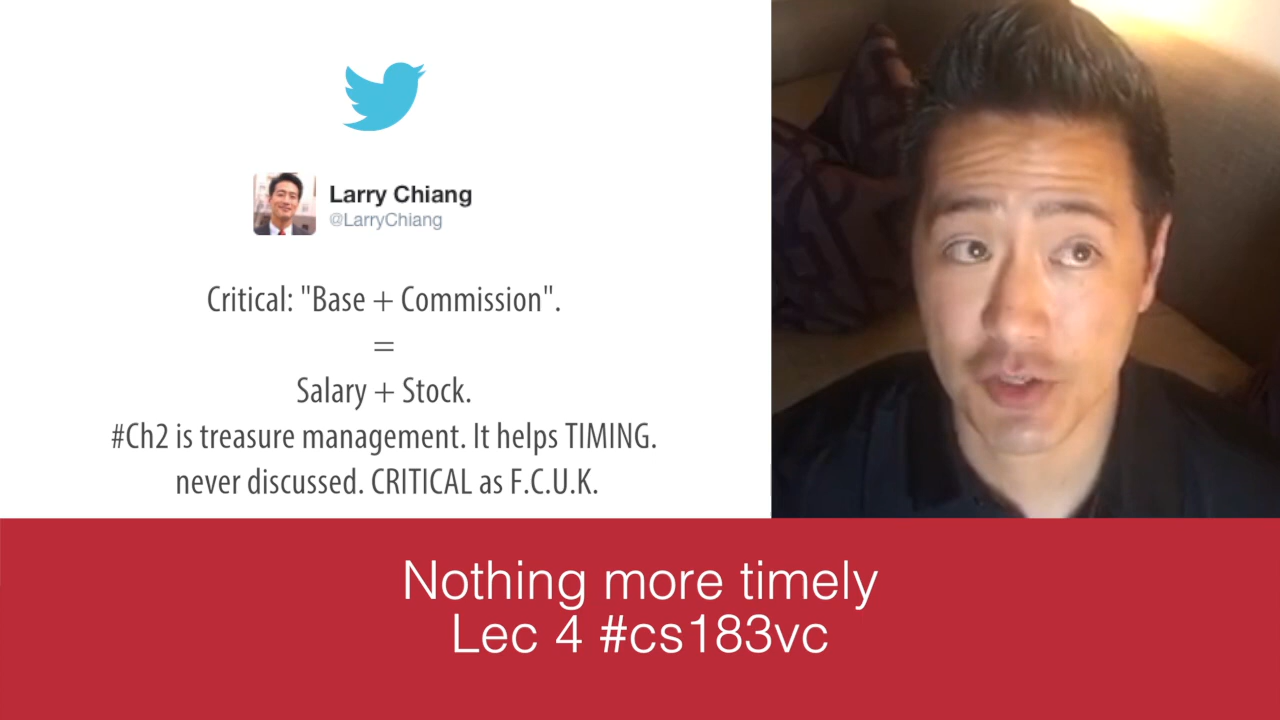 Larry Chiang
@LarryChiang
Critical: "Base + Commission".
=
Salary + Stock.
#Ch2 is treasure management. It helps TIMING.
never discussed. CRITICAL as F.C.U.K.
Nothing more timely
Lec 4 #cs183vc